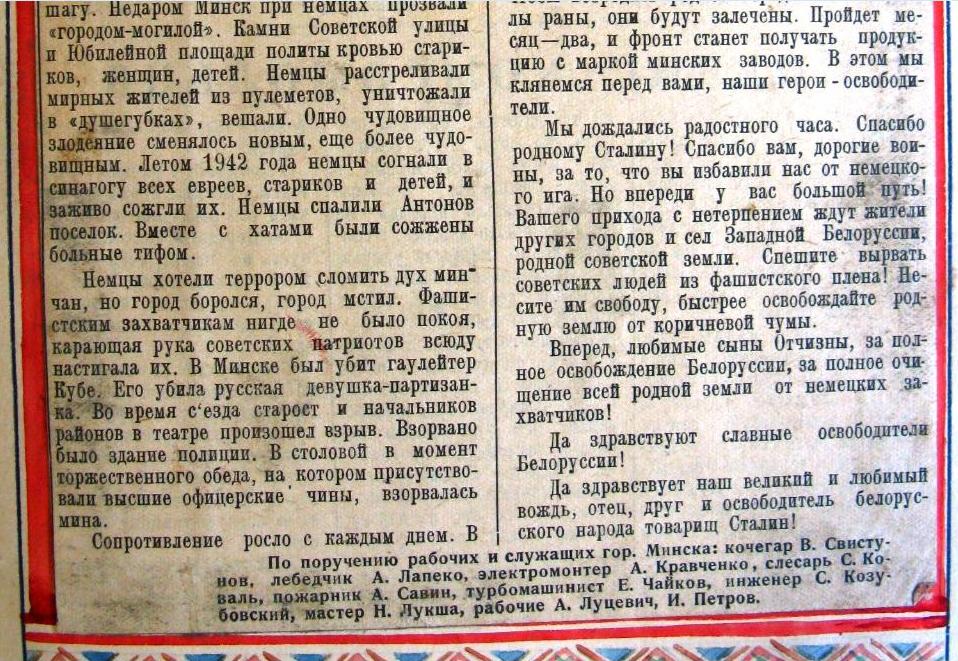 шагу. Недаром Минск при немцах прозвали
«городом-могилой». Камни Советской улицы
и Юбилейной площади политы кровью стари-
ков, женщин, детей. Немцы расстреливали
мирных жителей из пулеметов, уничтожали
в «душегубках», вешали. Одно чудовищное
злодеяние сменялось новым, еще более чудо-
вищным. Летом 1942 года немцы согнали в
синагогу всех евреев, стариков и детей, и
заживо сожгли их. Немцы спалили Антонов
поселок. Вместе с хатами были сожжены
больные тифом.
Немцы хотели террором сломить дух мин-
чан, но город боролся, город мстил. Фаши-
стским захватчикам нигде не было покоя,
карающая рука советских патриотов всюду
настигала их. В Минске был убит гаулейтер
Кубе. Его убила русская девушка-партизан-
ка. Во время с'езда старост и начальников
районов в театре произошел взрыв. Взорвано
было здание полиции. В столовой в момент
торжественного обеда, на котором присутство-
вали высшие офицерские чины, взорвалась
мина.
Сопротивление росло с каждым днем. В
лы раны, они будут залечены. Пройдет ме-
сяц—два, и фронт станет получать продук-
цию с маркой минских заводов. В этом мы
клянемся перед вами, наши герои-освободи-
тели.
Мы дождались радостного часа. Спасибо
родному Сталину! Спасибо вам, дорогие вои-
ны, за то, что вы избавили нас от немецко-
го ига. Но впереди у вас большой путь!
Вашего прихода с нетерпением ждут жители
других городов и сел Западной Белоруссии,
родной советской земли. Спешите вырвать
советских людей из фашистского плена! Не-
сите им свободу, быстрее освобождайте род-
ную землю от коричневой чумы.
Вперед, любимые сыны Отчизны, за пол-
ное освобождение Белоруссии, за полное очи-
щение всей родной земли от немецких за-
хватчиков!
Да здравствуют славные освободители
Белоруссии!
Да здравствует наш великий и любимый
вождь, отец, друг и освободитель белорус-
ского народа товарищ Сталин!
По поручению рабочих и служащих гор. Минска: кочегар В. Свисту-
нов, лебедчик А. Лапеко, электромонтер А. Кравченко, слесарь С. Ко-
валь, пожарник А. Савин, турбомашинист Е. Чайков, инженер С. Козу-
бовский, мастер Н. Лукша, рабочие А. Луцевич, И. Петров.